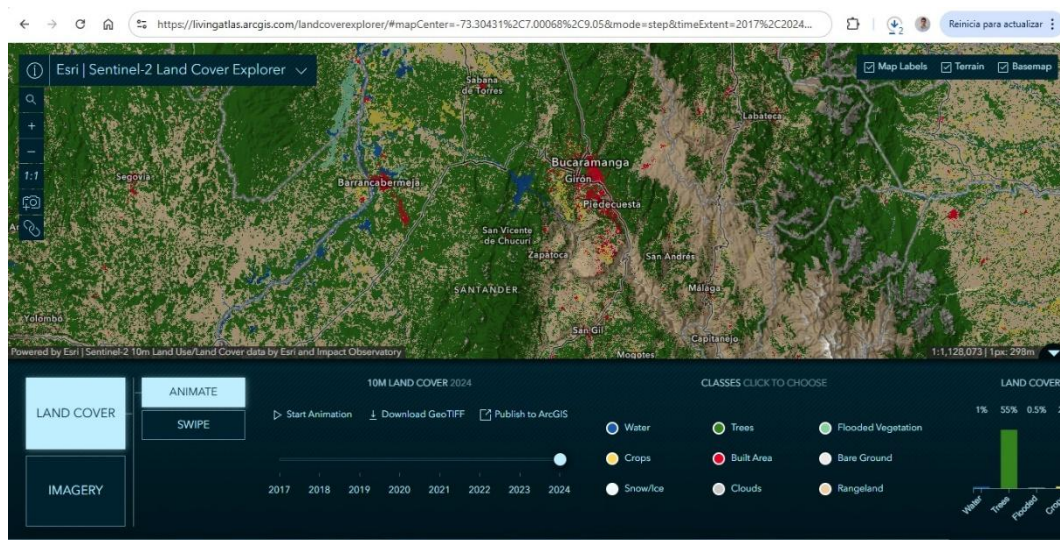 https://livingatlas.arcgis.com/landcoverexplorer/#mapCenter=-73.30431%2C7.00068%2C9.05&mode=step&timeExtent=2017%2C2024...
2
Reinicia para actualizar
Esri | Sentinel-2 Land Cover Explorer
Map Labels
Terrain
Basemap
+
−
1:1
Sabana
de Torres
Labateca
Bucaramanga
Segovia
Barrancabermeja
Girón
Piedecuesta
San Vicente
de Chucurí
Zapatoca
San Andrés
SANTANDER
Málaga
Yolombó
San Gil
Capitanejo
Mogotes
Powered by Esri | Sentinel-2 10m Land Use/Land Cover data by Esri and Impact Observatory
1:1,128,073 | 1px: 298m
LAND COVER
IMAGERY
ANIMATE
SWIPE
10M LAND COVER 2024
Start Animation
Download GeoTIFF
Publish to ArcGIS
2017 2018 2019 2020 2021 2022 2023 2024
CLASSES CLICK TO CHOOSE
Water
Trees
Flooded Vegetation
Crops
Built Area
Bare Ground
Snow/Ice
Clouds
Rangeland
LAND COVER
1% 55% 0.5%
Water
Trees
Flooded